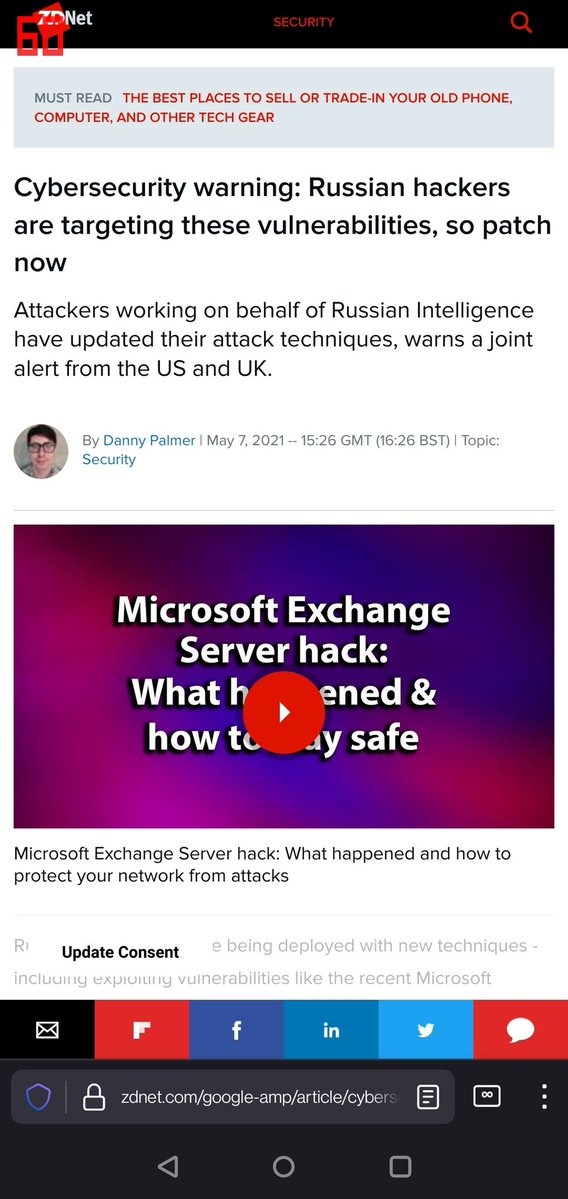 ZDNet
SECURITY
60
MUST READ THE BEST PLACES TO SELL OR TRADE-IN YOUR OLD PHONE,
COMPUTER, AND OTHER TECH GEAR
Cybersecurity warning: Russian hackers
are targeting these vulnerabilities, so patch
now
Attackers working on behalf of Russian Intelligence
have updated their attack techniques, warns a joint
alert from the US and UK.
By Danny Palmer | May 7, 2021 -- 15:26 GMT (16:26 BST) | Topic:
Security
Microsoft Exchange
Server hack:
What h ened &
how to ay safe
Microsoft Exchange Server hack: What happened and how to
protect your network from attacks
e being deployed with new techniques -
Update Consent
including exploiting vulnerabilities like the recent Microsoft
f
in
zdnet.com/google-amp/article/cybers
∞